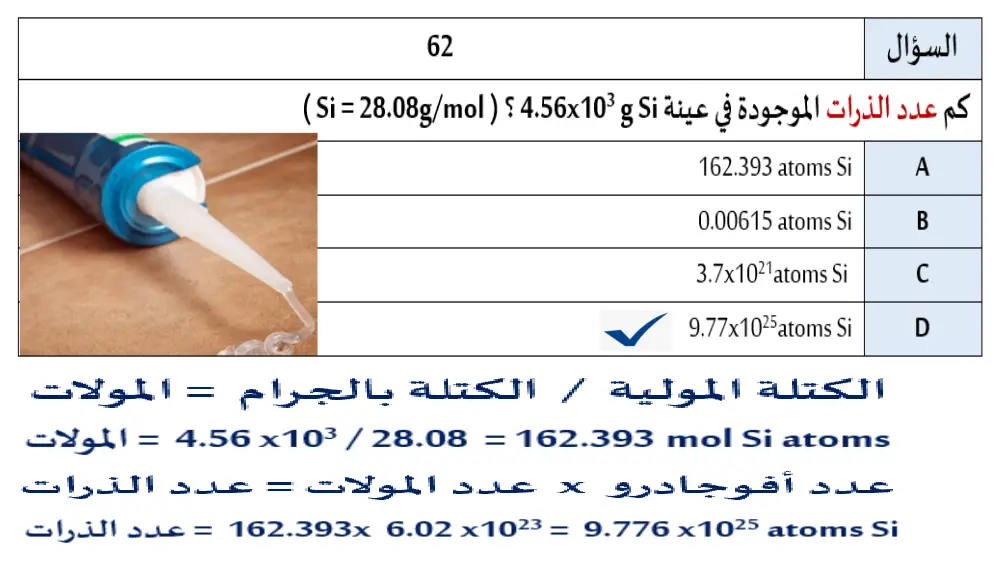 السؤال 62
كم عدد الذرات الموجودة في عينة 4.56x10³ g Si ؟ ( Si = 28.08g/mol )
A 162.393 atoms Si
B 0.00615 atoms Si
C 3.7x10²¹atoms Si
D 9.77x10²⁵atoms Si
المولات = الكتلة بالجرام / الكتلة المولية
المولات = 4.56 x10³ / 28.08 = 162.393 mol Si atoms
عدد الذرات = عدد المولات x عدد أفوجادرو
عدد الذرات = 162.393x 6.02 x10²³ = 9.776 x10²⁵ atoms Si